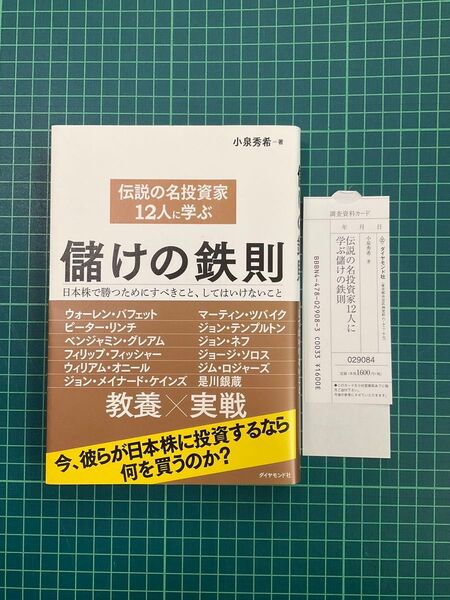 小泉秀希 ─著
伝説の名投資家
12人に学ぶ
儲けの鉄則
日本株で勝つためにすべきこと、してはいけないこと
ウォーレン・バフェット
ピーター・リンチ
ベンジャミン・グレアム
フィリップ・フィッシャー
ウィリアム・オニール
ジョン・メイナード・ケインズ
マーティン・ツバイク
ジョン・テンプルトン
ジョン・ネフ
ジョージ・ソロス
ジム・ロジャーズ
是川銀蔵
教養×実戦
今、彼らが日本株に投資するなら
何を買うのか?
ダイヤモンド社
調査資料カード
年 月 日
ダイヤモンド社
小泉秀希 著
伝説の名投資家12人に
学ぶ儲けの鉄則
029084
定価(本体1600円+税)
BBBN4-478-02908-3 C0033 ¥1600E